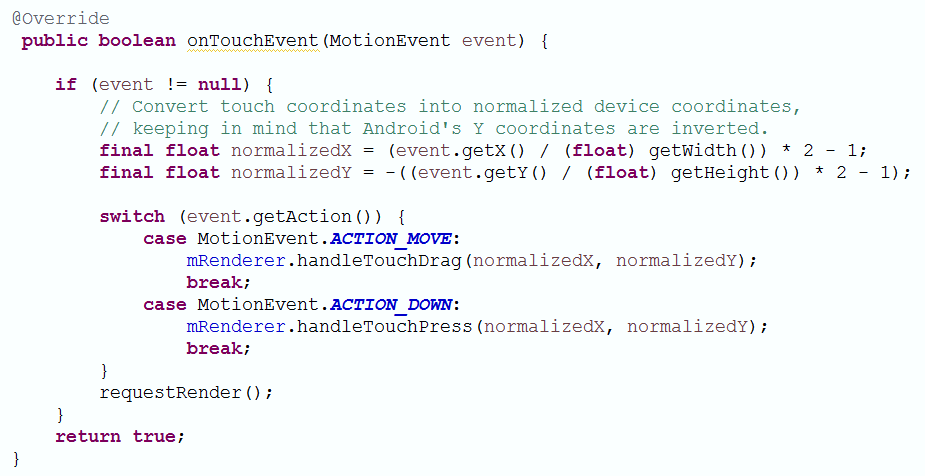 @Override
 public boolean onTouchEvent(MotionEvent event) {

    if (event != null) {
        // Convert touch coordinates into normalized device coordinates,
        // keeping in mind that Android's Y coordinates are inverted.
        final float normalizedX = (event.getX() / (float) getWidth()) * 2 - 1;
        final float normalizedY = -((event.getY() / (float) getHeight()) * 2 - 1);

        switch (event.getAction()) {
            case MotionEvent.ACTION_MOVE:
                mRenderer.handleTouchDrag(normalizedX, normalizedY);
                break;
            case MotionEvent.ACTION_DOWN:
                mRenderer.handleTouchPress(normalizedX, normalizedY);
                break;
        }
        requestRender();
    }
    return true;
}